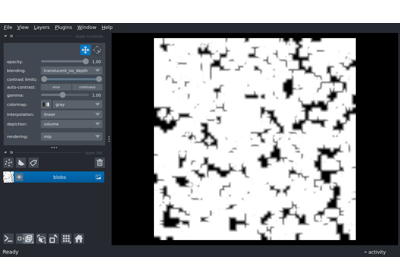 File View Layers Plugins Window Help
opacity: 1.00
blending: translucent_no_depth
contrast limits:
auto-contrast: once continuous
gamma: 1.00
colormap: gray
interpolation: linear
depiction: volume
rendering: mip
blobs
Ready
activity